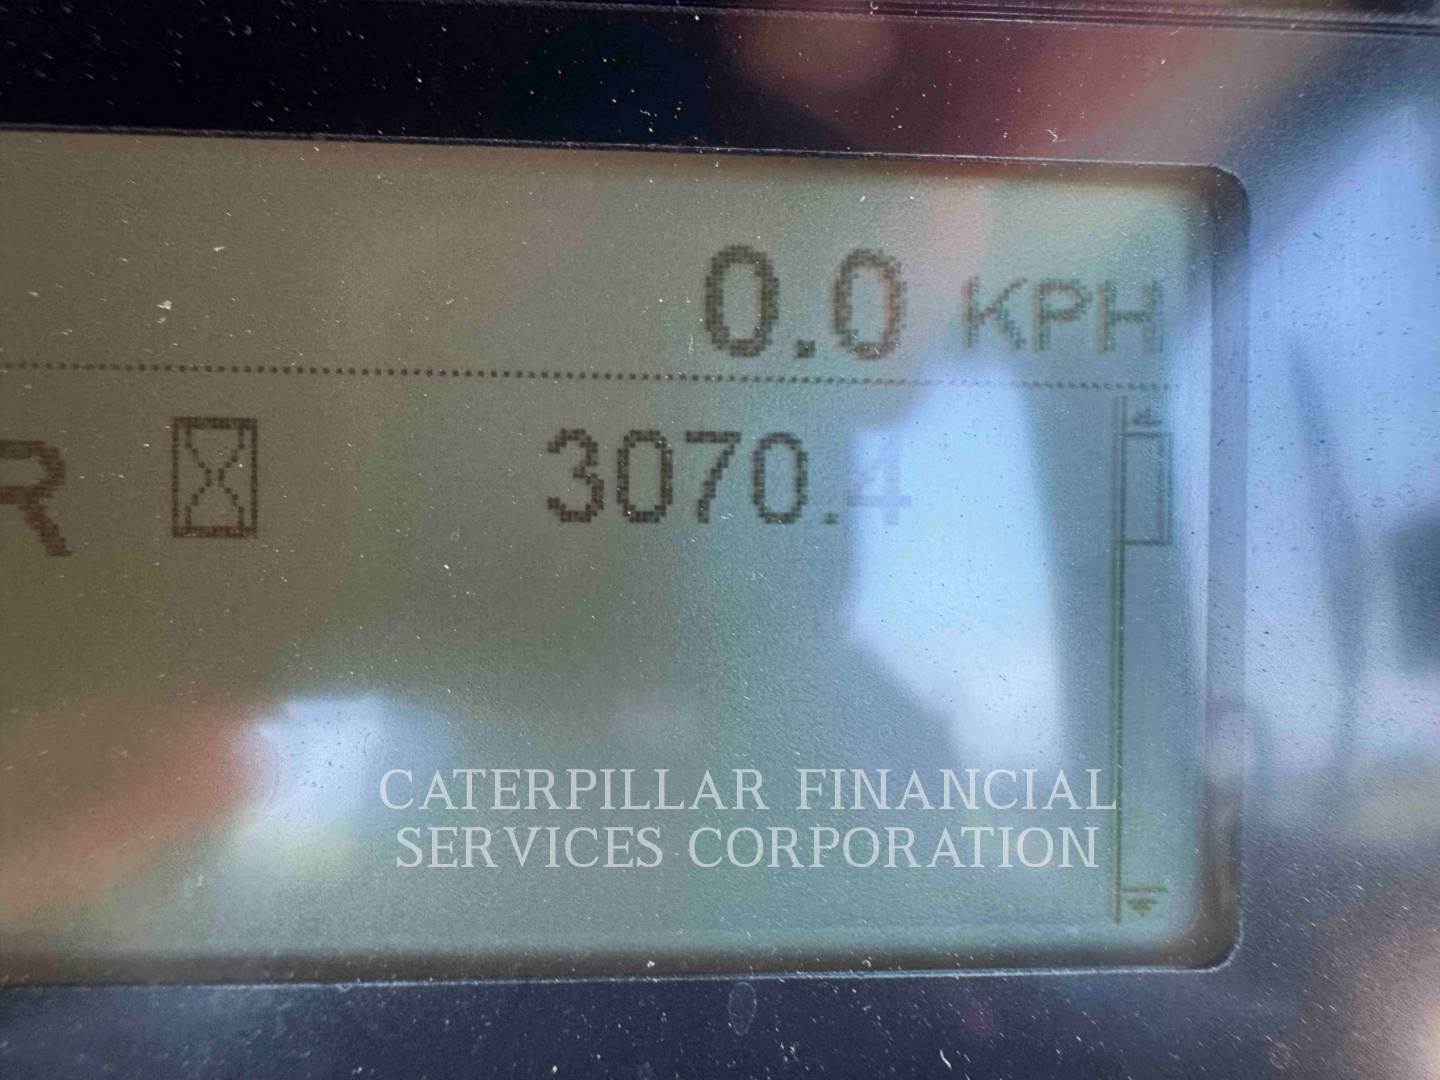 0.0 KPH
R 3070.4
CATERPILLAR FINANCIAL
SERVICES CORPORATION